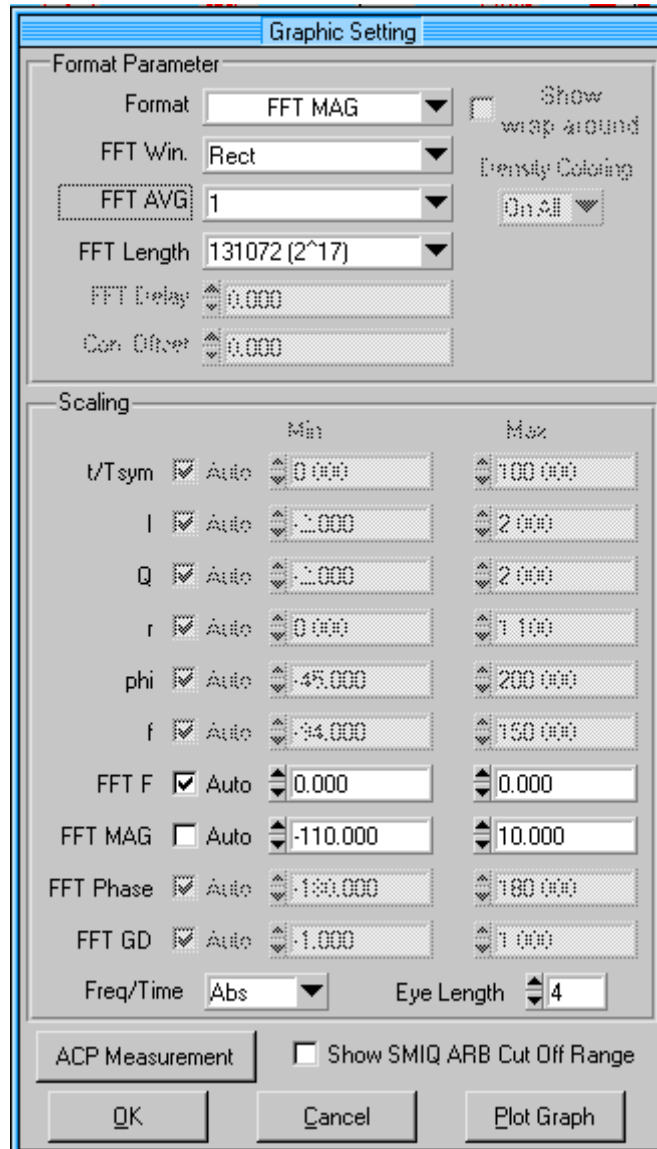 Graphic Setting
Format Parameter
Format FFT MAG
Show wrap around
FFT Win. Rect
Density Coloring
FFT AVG 1
On All
FFT Length 131072 (2^17)
FFT Delay 0.000
Can. Offset 0.000
Scaling
Min Max
t/Tsym Auto 0.000 100.000
I Auto 2.000
Q Auto 2.000
r Auto 0.000 1.100
phi Auto -45.000 200.000
f Auto 150.000
FFT F Auto 0.000 0.000
FFT MAG Auto -110.000 10.000
FFT Phase Auto -180.000 180.000
FFT GD Auto -1.000 1.000
Freq/Time Abs Eye Length 4
ACP Measurement Show SMIQ ARB Cut Off Range
OK Cancel Plot Graph